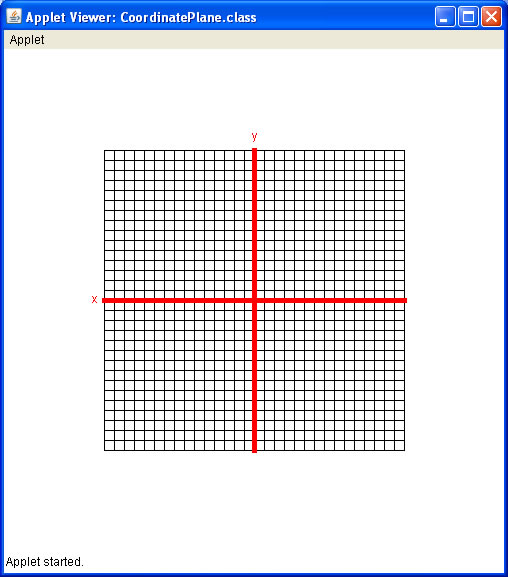 Applet Viewer: CoordinatePlane.class
Applet
y
x
Applet started.